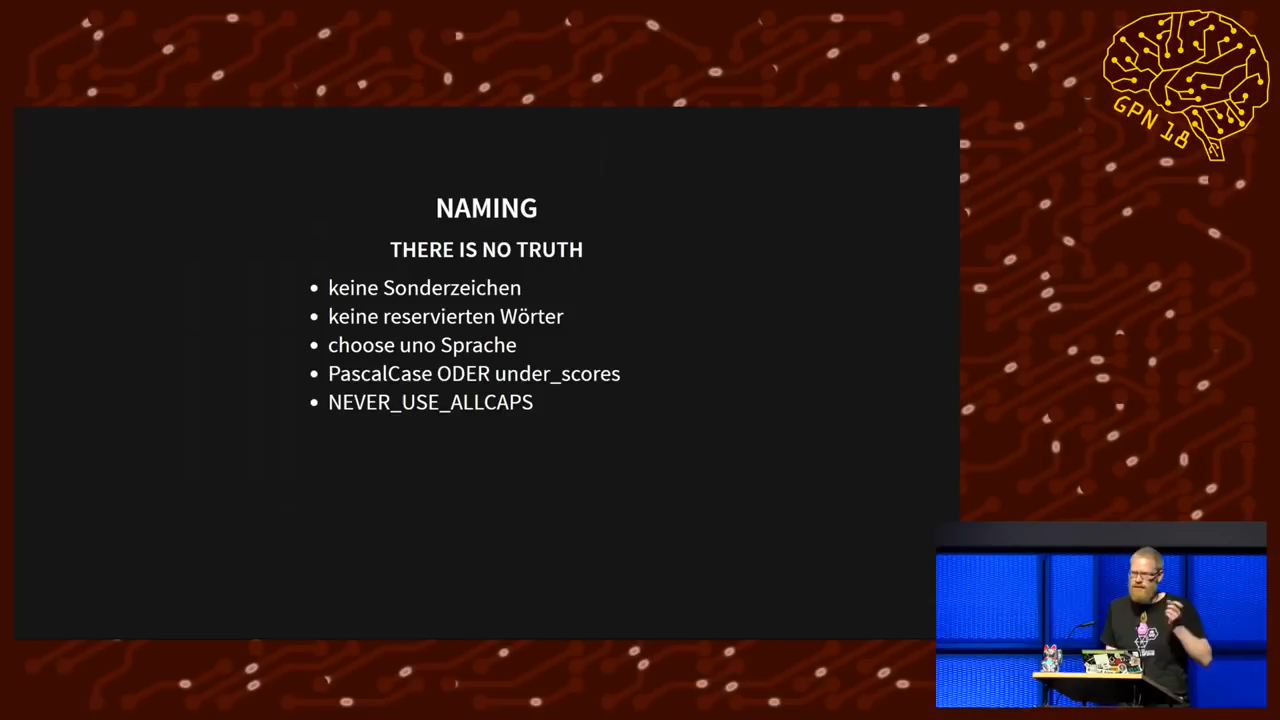 NAMING
THERE IS NO TRUTH
• keine Sonderzeichen
• keine reservierten Wörter
• choose uno Sprache
• PascalCase ODER under_scores
• NEVER_USE_ALLCAPS
GPN 18